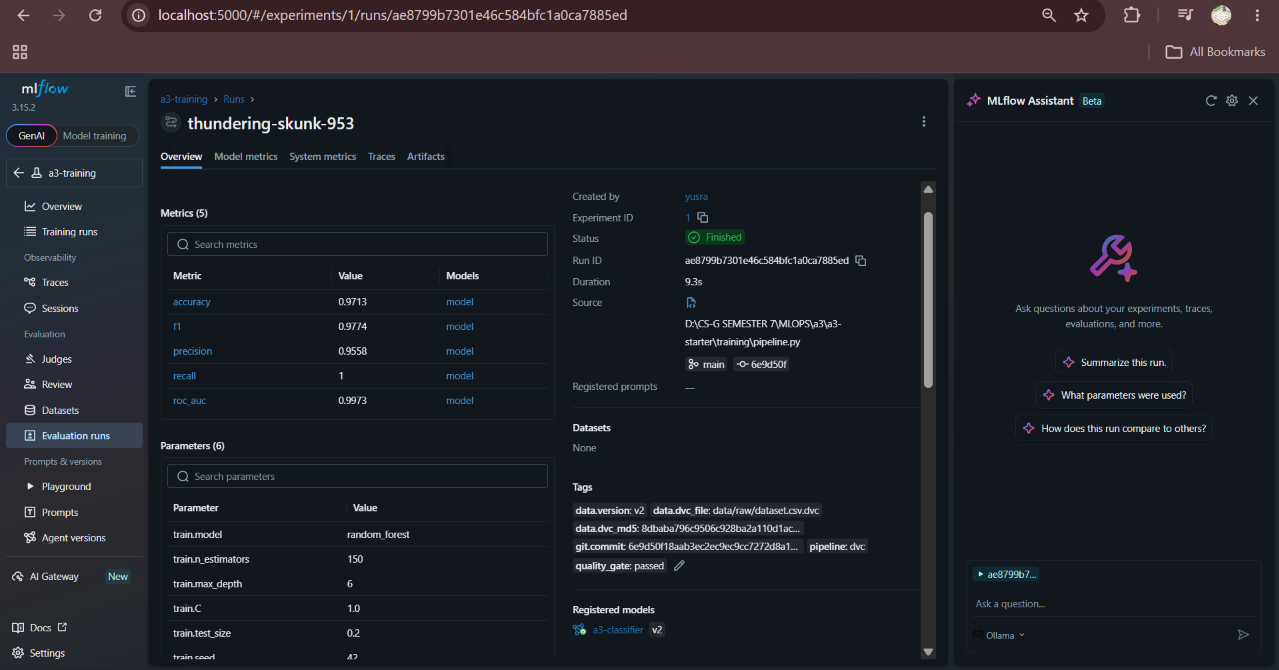 localhost:5000/#/experiments/1/runs/ae8799b7301e46c584bfc1a0ca7885ed
All Bookmarks
mlflow
3.15.2
GenAI Model training
a3-training
Overview
Training runs
Observability
Traces
Sessions
Evaluation
Judges
Review
Datasets
Evaluation runs
Prompts & versions
Playground
Prompts
Agent versions
AI Gateway New
Docs
Settings
a3-training › Runs ›
thundering-skunk-953
Overview Model metrics System metrics Traces Artifacts
Metrics (5)
Search metrics
Metric Value Models
accuracy 0.9713 model
f1 0.9774 model
precision 0.9558 model
recall 1 model
roc_auc 0.9973 model
Parameters (6)
Search parameters
Parameter Value
train.model random_forest
train.n_estimators 150
train.max_depth 6
train.C 1.0
train.test_size 0.2
train.seed 42
Created by yusra
Experiment ID 1
Status Finished
Run ID ae8799b7301e46c584bfc1a0ca7885ed
Duration 9.3s
Source
D:\CS-G SEMESTER 7\MLOPS\a3\a3-
starter\training\pipeline.py
main 6e9d50f
Registered prompts —
Datasets
None
Tags
data.version: v2 data.dvc_file: data/raw/dataset.csv.dvc
data.dvc_md5: 8dbaba796c9506c928ba2a110d1ac...
git.commit: 6e9d50f18aab3ec2ec9ec9cc7272d8a1... pipeline: dvc
quality_gate: passed
Registered models
a3-classifier v2
MLflow Assistant Beta
Ask questions about your experiments, traces,
evaluations, and more.
Summarize this run.
What parameters were used?
How does this run compare to others?
ae8799b7...
Ask a question...
Ollama